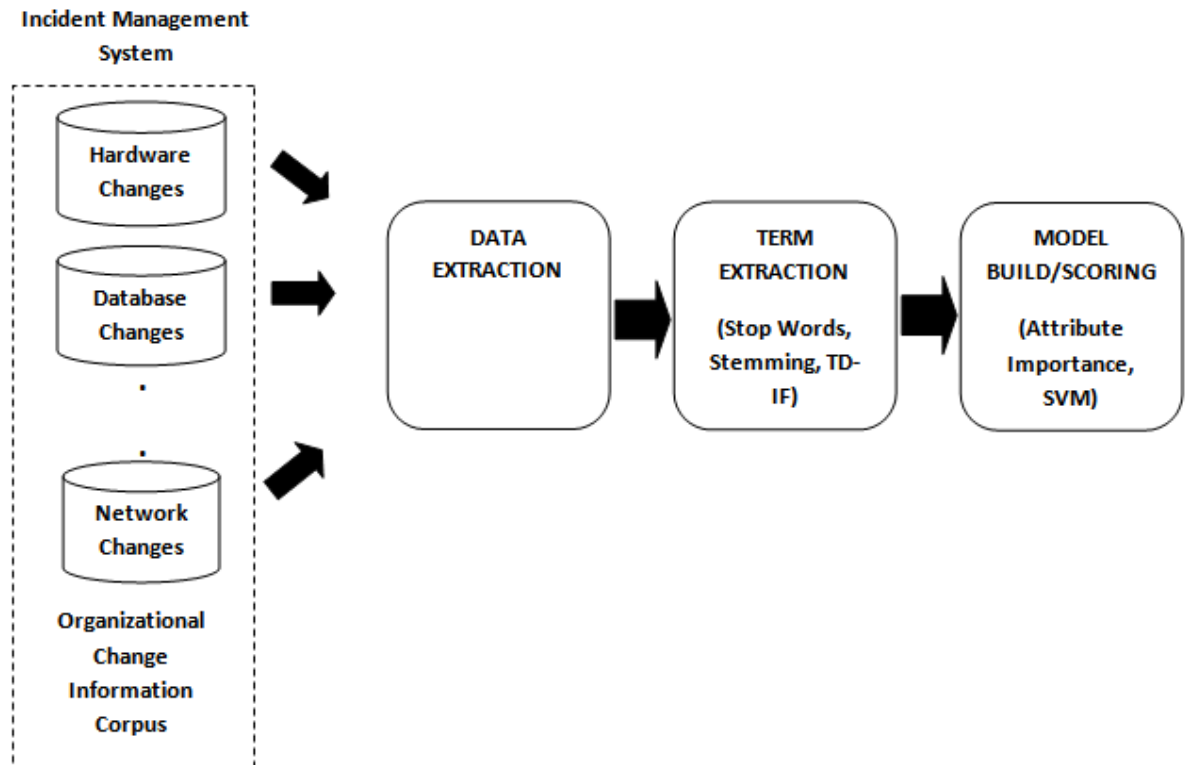 Incident Management
System
Hardware
Changes
Database
Changes
.
.
Network
Changes
Organizational
Change
Information
Corpus
DATA
EXTRACTION
TERM
EXTRACTION
(Stop Words,
Stemming, TD-
IF)
MODEL
BUILD/SCORING
(Attribute
Importance,
SVM)